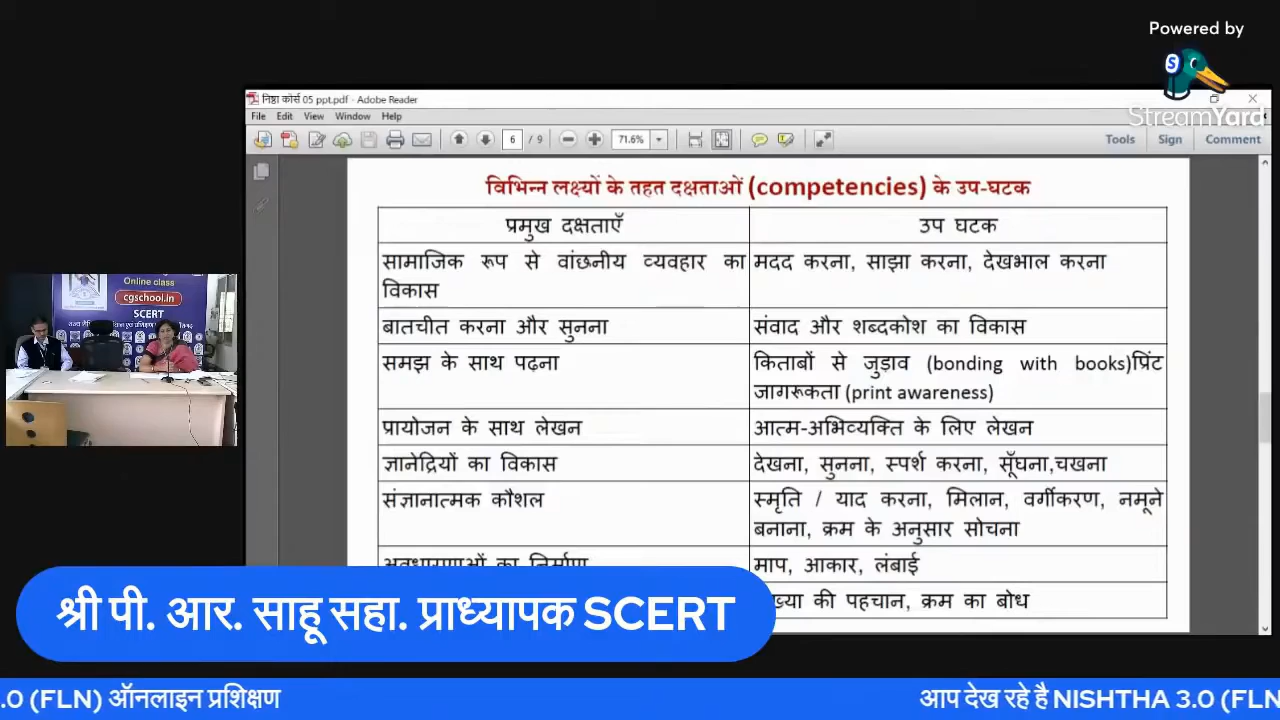 Powered by
StreamYard
निष्ठा कोर्स 05 ppt.pdf - Adobe Reader
File Edit View Window Help
6 / 9 71.6% Tools Sign Comment
विभिन्न लक्ष्यों के तहत दक्षताओं (competencies) के उप-घटक
प्रमुख दक्षताएँ उप घटक
सामाजिक रूप से वांछनीय व्यवहार का मदद करना, साझा करना, देखभाल करना
विकास
बातचीत करना और सुनना संवाद और शब्दकोश का विकास
समझ के साथ पढ़ना किताबों से जुड़ाव (bonding with books)प्रिंट
जागरूकता (print awareness)
प्रायोजन के साथ लेखन आत्म-अभिव्यक्ति के लिए लेखन
ज्ञानेद्रियों का विकास देखना, सुनना, स्पर्श करना, सूँघना,चखना
संज्ञानात्मक कौशल स्मृति / याद करना, मिलान, वर्गीकरण, नमूने
बनाना, क्रम के अनुसार सोचना
अवधारणाओं का निर्माण माप, आकार, लंबाई
की पहचान, क्रम का बोध
Online class
cgschool.in
SCERT
श्री पी. आर. साहू सहा. प्राध्यापक SCERT
.0 (FLN) ऑनलाइन प्रशिक्षण आप देख रहे है NISHTHA 3.0 (FLN